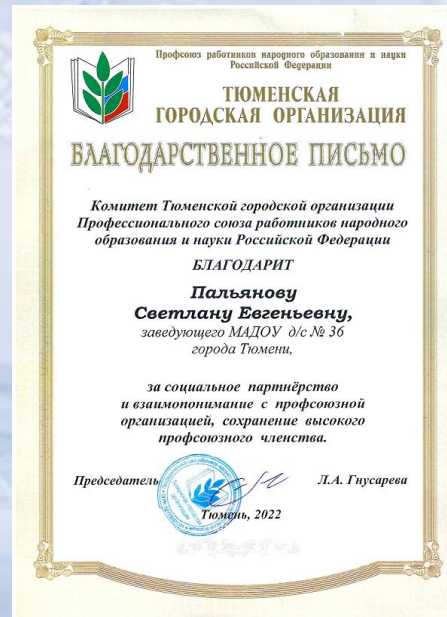 Профсоюз работников народного образования и науки
Российской Федерации
ТЮМЕНСКАЯ
ГОРОДСКАЯ ОРГАНИЗАЦИЯ
БЛАГОДАРСТВЕННОЕ ПИСЬМО
Комитет Тюменской городской организации
Профессионального союза работников народного
образования и науки Российской Федерации
БЛАГОДАРИТ
Пальянову
Светлану Евгеньевну,
заведующего МАДОУ д/с № 36
города Тюмени,
за социальное партнёрство
и взаимопонимание с профсоюзной
организацией, сохранение высокого
профсоюзного членства.
Председатель Л.А. Гнусарева
Тюмень, 2022